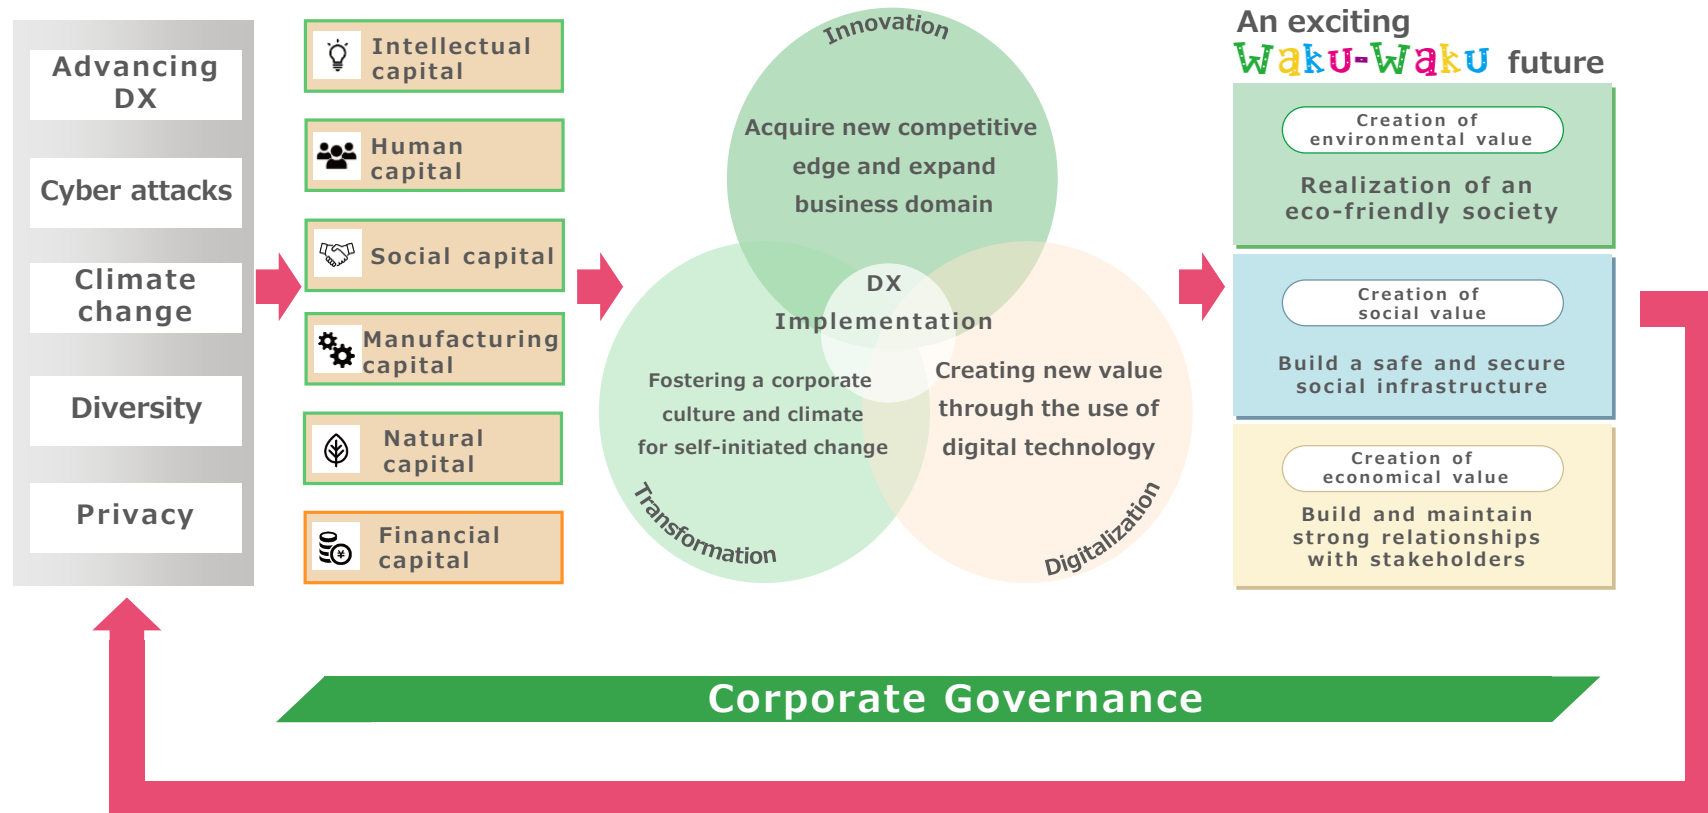 Advancing
DX
Cyber attacks
Climate
change
Diversity
Privacy
Intellectual
capital
Human
capital
Social capital
Manufacturing
capital
Natural
capital
¥
Financial
capital
Innovation
Acquire new competitive
edge and expand
business domain
DX
Implementation
Fostering a corporate
culture and climate
for self-initiated change
Transformation
Creating new value
through the use of
digital technology
Digitalization
An exciting
Waku-Waku future
Creation of
environmental value
Realization of an
eco-friendly society
Creation of
social value
Build a safe and secure
social infrastructure
Creation of
economical value
Build and maintain
strong relationships
with stakeholders
Corporate Governance